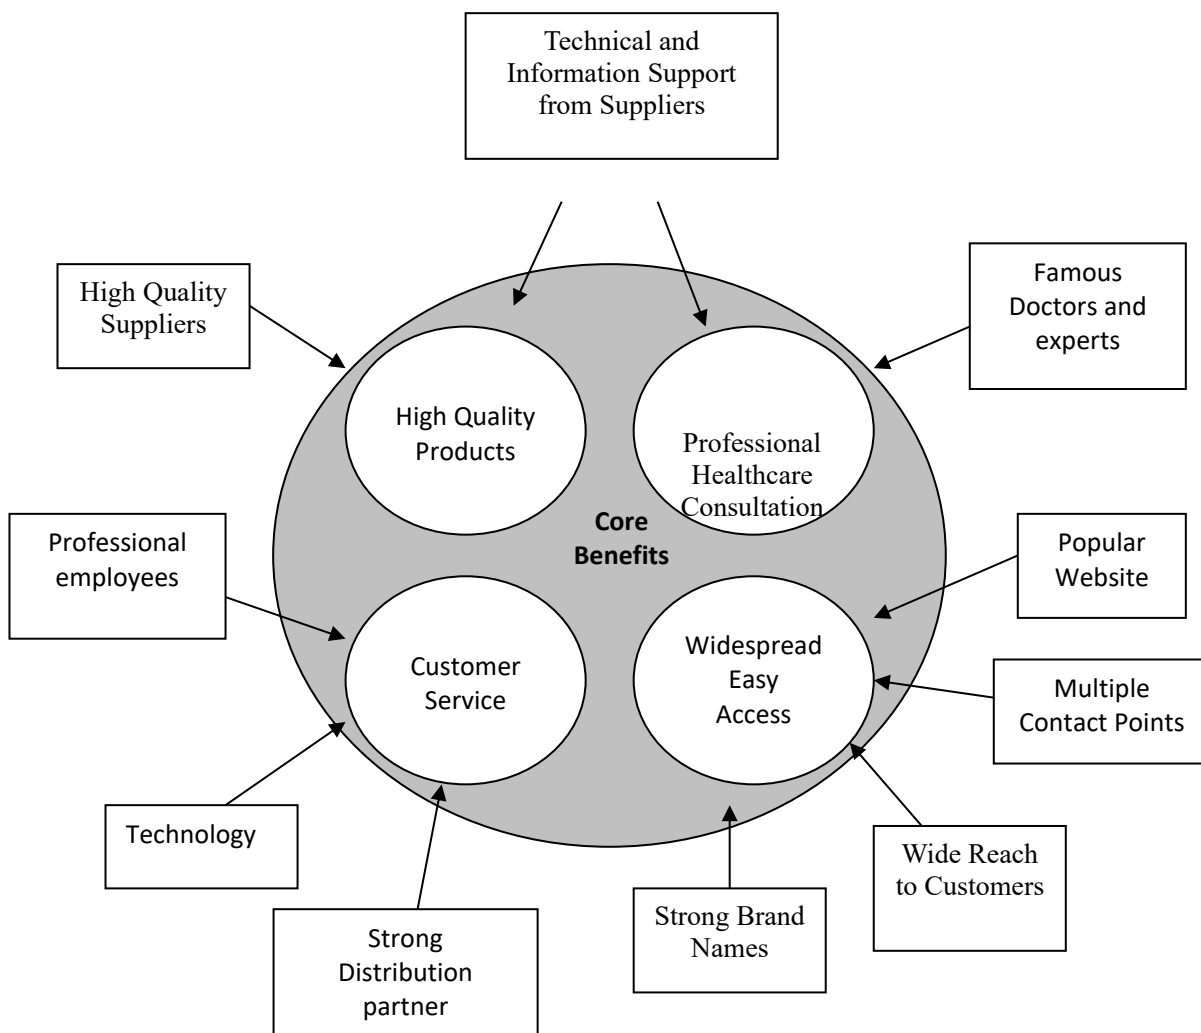 Technical and
Information Support
from Suppliers
High Quality
Suppliers
Famous
Doctors and
experts
High Quality
Products
Professional
Healthcare
Consultation
Core
Benefits
Professional
employees
Popular
Website
Customer
Service
Widespread
Easy
Access
Multiple
Contact Points
Technology
Wide Reach
to Customers
Strong
Distribution
partner
Strong Brand
Names